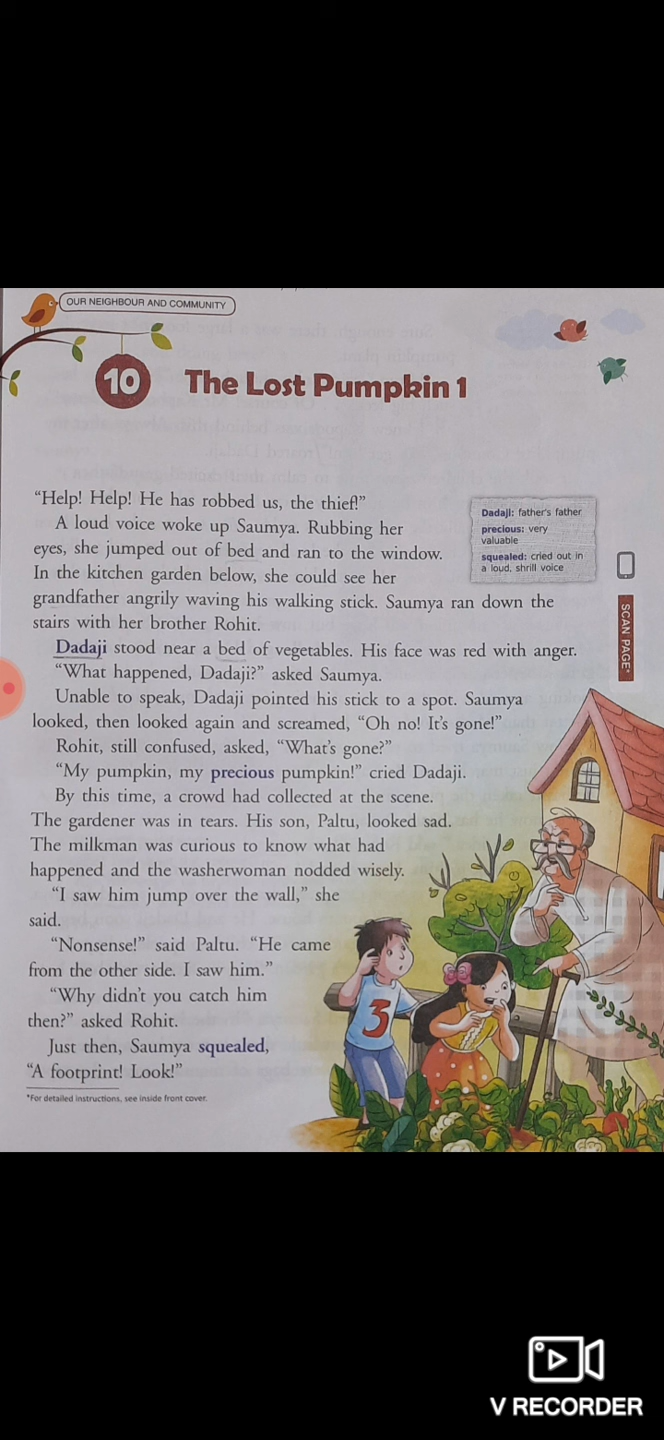 OUR NEIGHBOUR AND COMMUNITY
10 The Lost Pumpkin 1
“Help! Help! He has robbed us, the thief!”
A loud voice woke up Saumya. Rubbing her
eyes, she jumped out of bed and ran to the window.
In the kitchen garden below, she could see her
grandfather angrily waving his walking stick. Saumya ran down the
stairs with her brother Rohit.
Dadaji: father's father
precious: very
valuable
squealed: cried out in
a loud, shrill voice
SCAN PAGE*
Dadaji stood near a bed of vegetables. His face was red with anger.
“What happened, Dadaji?” asked Saumya.
Unable to speak, Dadaji pointed his stick to a spot. Saumya
looked, then looked again and screamed, “Oh no! It’s gone!”
Rohit, still confused, asked, “What’s gone?”
“My pumpkin, my precious pumpkin!” cried Dadaji.
By this time, a crowd had collected at the scene.
The gardener was in tears. His son, Paltu, looked sad.
The milkman was curious to know what had
happened and the washerwoman nodded wisely.
“I saw him jump over the wall,” she
said.
“Nonsense!” said Paltu. “He came
from the other side. I saw him.”
“Why didn’t you catch him
then?” asked Rohit.
Just then, Saumya squealed,
“A footprint! Look!”
3
*For detailed instructions, see inside front cover.
V RECORDER